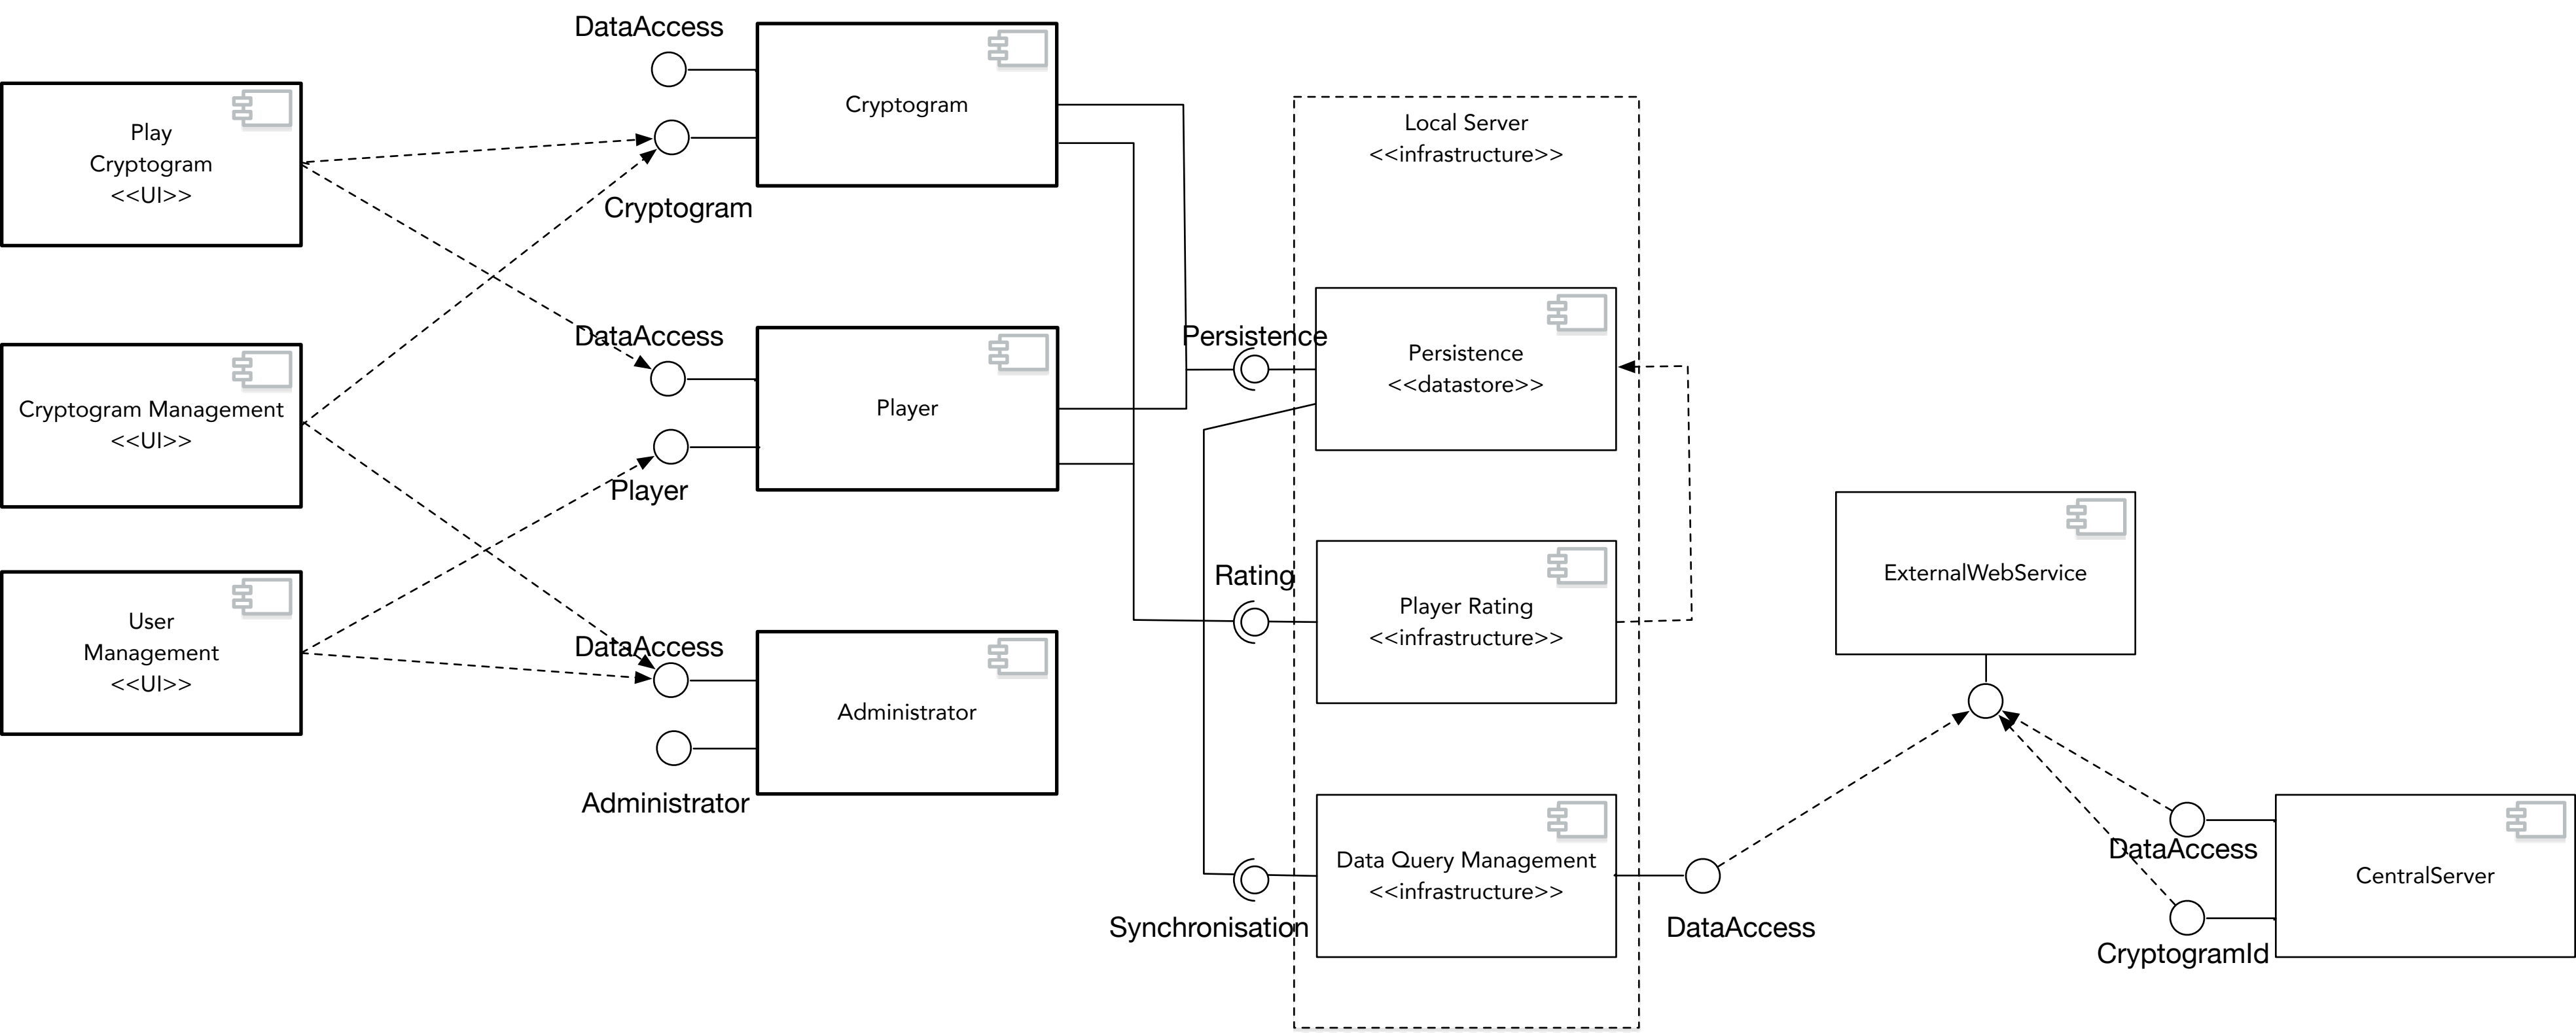 DataAccess
Cryptogram
Play
Cryptogram
<<UI>>
Cryptogram
Local Server
<<infrastructure>>
DataAccess
Player
Persistence
Persistence
<<datastore>>
Cryptogram Management
<<UI>>
Player
Rating
Player Rating
<<infrastructure>>
ExternalWebService
User
Management
<<UI>>
DataAccess
Administrator
Administrator
Data Query Management
<<infrastructure>>
Synchronisation
DataAccess
DataAccess
CentralServer
CryptogramId